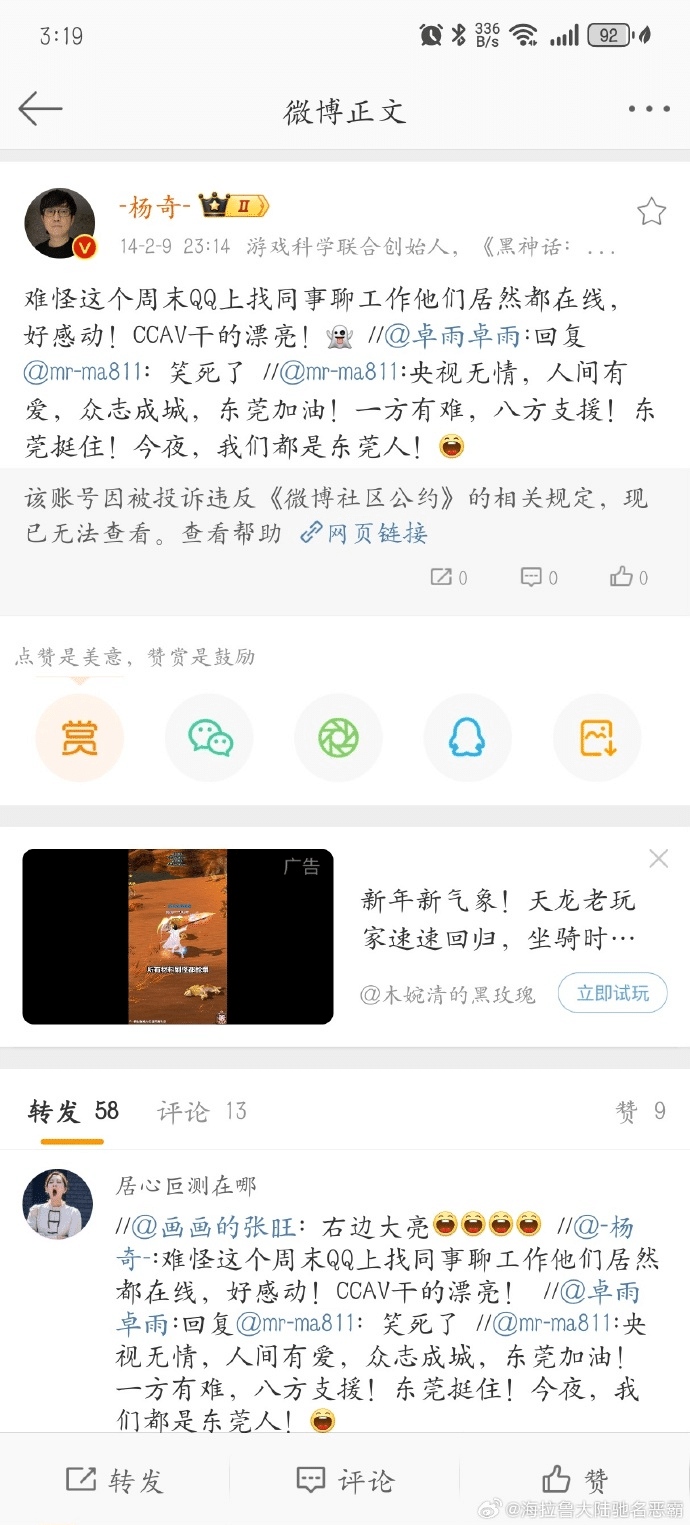 3:19
336
B/s
92
微博正文
-杨奇-
II
V
14-2-9 23:14 游戏科学联合创始人，《黑神话：...
难怪这个周末QQ上找同事聊工作他们居然都在线，
好感动！CCAV干的漂亮！//@卓雨卓雨:回复
@mr-ma811：笑死了 //@mr-ma811:央视无情，人间有
爱，众志成城，东莞加油！一方有难，八方支援！东
莞挺住！今夜，我们都是东莞人！
该账号因被投诉违反《微博社区公约》的相关规定，现
已无法查看。查看帮助 网页链接
0
0
0
点赞是美意，赞赏是鼓励
赏
广告
新年新气象！天龙老玩
家速速回归，坐骑时…
@木婉清的黑玫瑰
立即试玩
转发 58 评论 13 赞 9
居心叵测在哪
//@画画的张旺：右边大亮 //@-杨
奇-:难怪这个周末QQ上找同事聊工作他们居然
都在线，好感动！CCAV干的漂亮！ //@卓雨
卓雨:回复@mr-ma811：笑死了 //@mr-ma811:央
视无情，人间有爱，众志成城，东莞加油！
一方有难，八方支援！东莞挺住！今夜，我
们都是东莞人！
转发 评论 赞
@海拉鲁大陆驰名恶霸